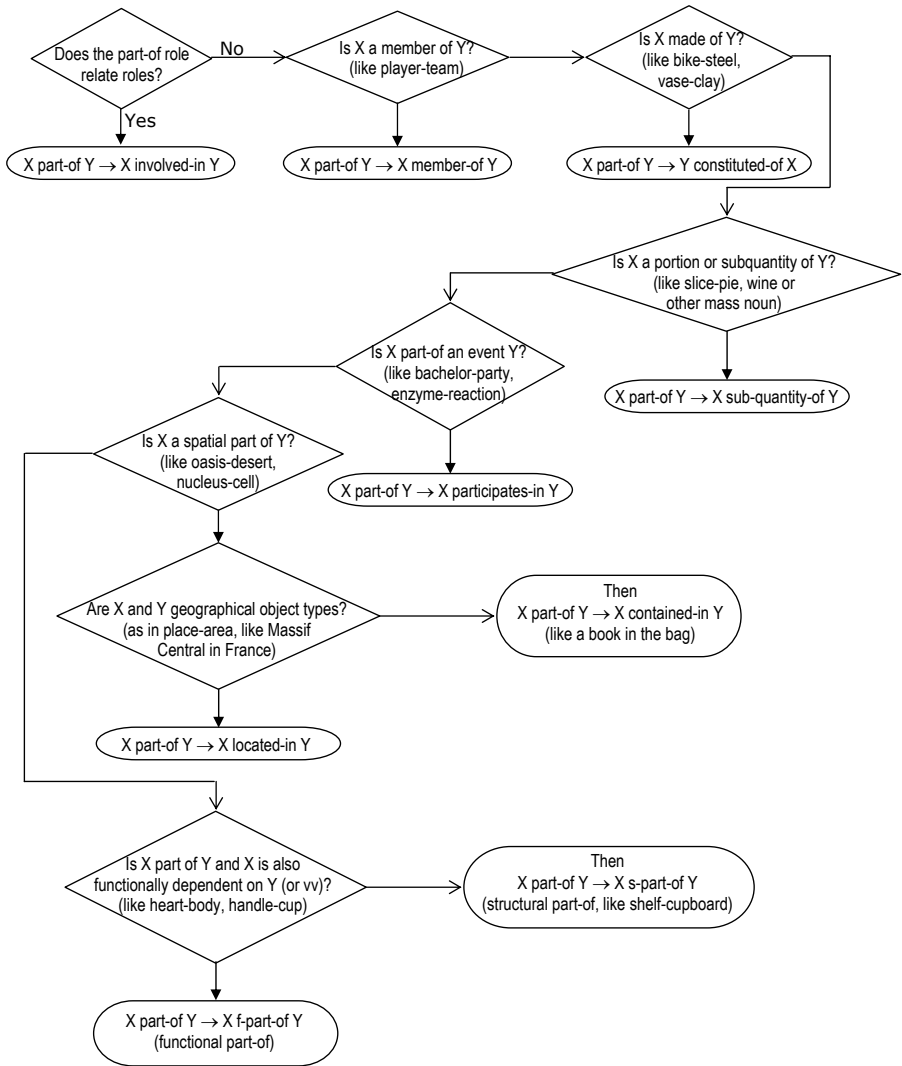 Does the part-of role
relate roles?
No
Yes
X part-of Y → X involved-in Y
Is X a member of Y?
(like player-team)
X part-of Y → X member-of Y
Is X made of Y?
(like bike-steel,
vase-clay)
X part-of Y → Y constituted-of X
Is X a portion or subquantity of Y?
(like slice-pie, wine or
other mass noun)
X part-of Y → X sub-quantity-of Y
Is X part-of an event Y?
(like bachelor-party,
enzyme-reaction)
X part-of Y → X participates-in Y
Is X a spatial part of Y?
(like oasis-desert,
nucleus-cell)
Are X and Y geographical object types?
(as in place-area, like Massif
Central in France)
Then
X part-of Y → X contained-in Y
(like a book in the bag)
X part-of Y → X located-in Y
Is X part of Y and X is also
functionally dependent on Y (or vv)?
(like heart-body, handle-cup)
Then
X part-of Y → X s-part-of Y
(structural part-of, like shelf-cupboard)
X part-of Y → X f-part-of Y
(functional part-of)